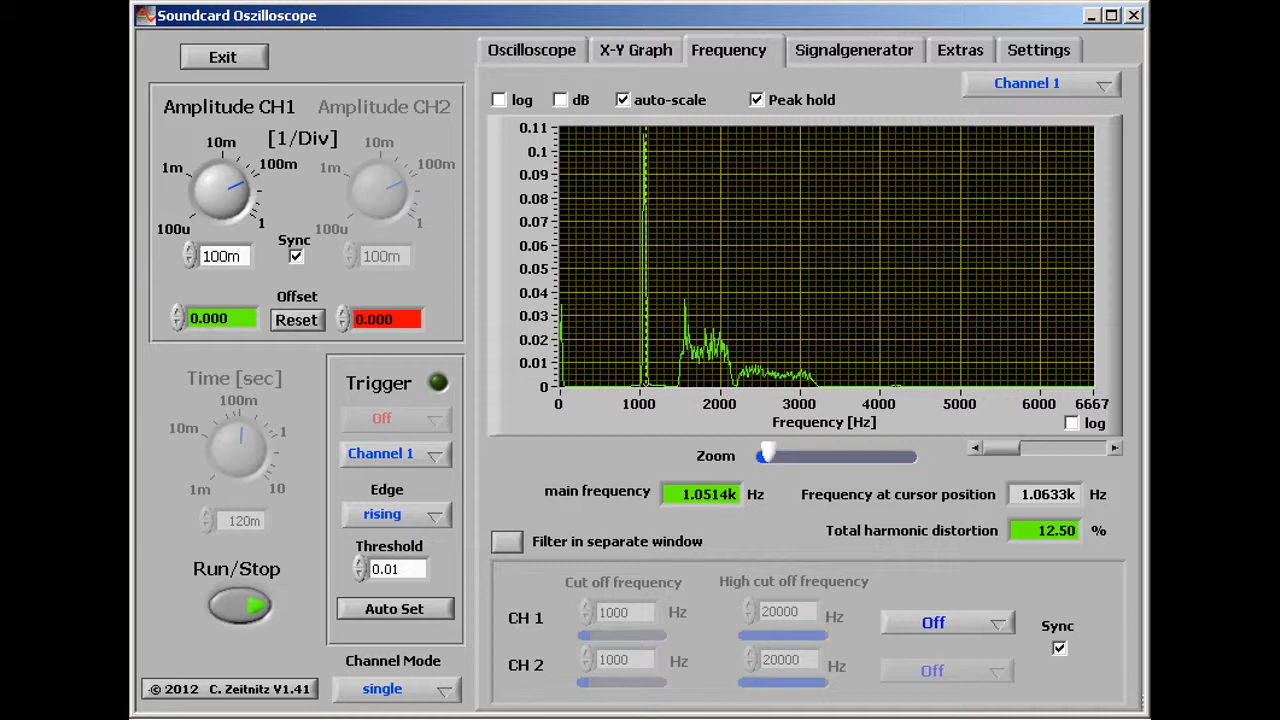 Soundcard Oszilloscope
Exit
Oscilloscope X-Y Graph Frequency Signalgenerator Extras Settings
Channel 1
log dB auto-scale Peak hold
Amplitude CH1 Amplitude CH2
[1/Div]
10m 10m
1m 100m 1m 100m
100u 1 100u 1
Sync
100m 100m
Offset
0.000 Reset 0.000
0.11
0.1
0.09
0.08
0.07
0.06
0.05
0.04
0.03
0.02
0.01
0
0 1000 2000 3000 4000 5000 6000 6667
Frequency [Hz] log
Zoom
main frequency 1.0514k Hz Frequency at cursor position 1.0633k Hz
Total harmonic distortion 12.50 %
Filter in separate window
Cut off frequency High cut off frequency
CH 1 1000 Hz 20000 Hz Off
Sync
CH 2 1000 Hz 20000 Hz Off
Time [sec]
100m
10m 1
1m 10
120m
Run/Stop
Trigger
Off
Channel 1
Edge
rising
Threshold
0.01
Auto Set
Channel Mode
single
© 2012 C. Zeitnitz V1.41